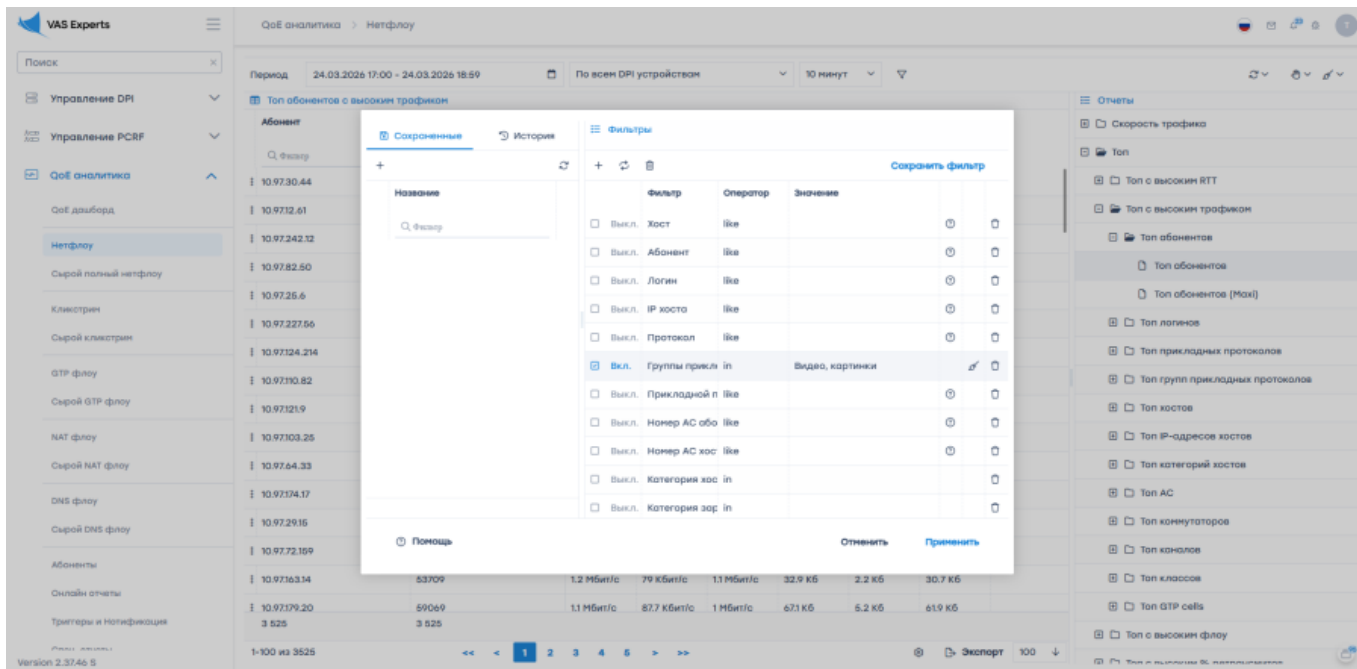 VAS Experts
QoE аналитика > Нетфлоу
Поиск
Управление DPI
Управление PCRF
QoE аналитика
QoE дашборд
Нетфлоу
Сырой полный нетфлоу
Кликстрим
Сырой кликстрим
GTP флоу
Сырой GTP флоу
NAT флоу
Сырой NAT флоу
DNS флоу
Сырой DNS флоу
Абоненты
Онлайн отчеты
Триггеры и Нотификация
Version 2.37.46 S
Период 24.03.2026 17:00 - 24.03.2026 18:59 По всем DPI устройствам 10 минут
Топ абонентов с высоким трафиком
Абонент
Фильтр
10.97.30.44
10.97.12.61
10.97.242.12
10.97.82.50
10.97.25.6
10.97.227.56
10.97.124.214
10.97.110.82
10.97.121.9
10.97.103.25
10.97.64.33
10.97.174.17
10.97.29.15
10.97.72.159
10.97.163.14 53709 1.2 Мбит/с 79 Кбит/с 1.1 Мбит/с 32.9 Кб 2.2 Кб 30.7 Кб
10.97.179.20 59069 1.1 Мбит/с 87.7 Кбит/с 1 Мбит/с 67.1 Кб 5.2 Кб 61.9 Кб
3 525 3 525
1-100 из 3525 << < 1 2 3 4 5 > >> Экспорт 100
Сохраненные История
Название
Фильтр
Фильтры
Сохранить фильтр
Фильтр Оператор Значение
Выкл. Хост like
Выкл. Абонент like
Выкл. Логин like
Выкл. IP хоста like
Выкл. Протокол like
Вкл. Группы прикл in Видео, картинки
Выкл. Прикладной п like
Выкл. Номер АС або like
Выкл. Номер АС хос like
Выкл. Категория хос in
Выкл. Категория зар in
Помощь Отменить Применить
Отчеты
Скорость трафика
Топ
Топ с высоким RTT
Топ с высоким трафиком
Топ абонентов
Топ абонентов
Топ абонентов (Maxi)
Топ логинов
Топ прикладных протоколов
Топ групп прикладных протоколов
Топ хостов
Топ IP-адресов хостов
Топ категорий хостов
Топ АС
Топ коммутаторов
Топ каналов
Топ классов
Топ GTP cells
Топ с высоким флоу
Топ с высоким %